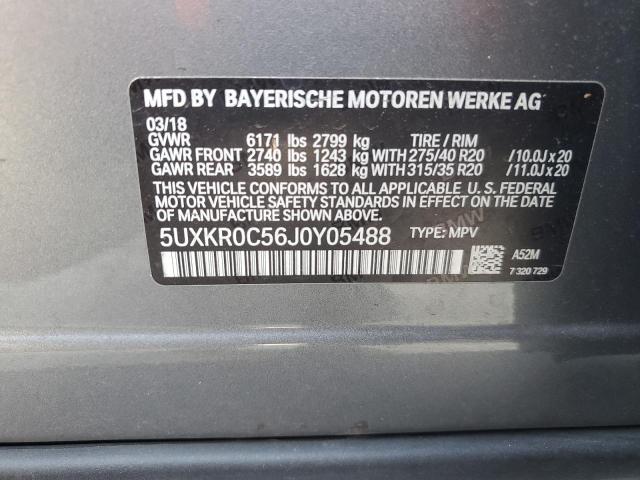 MFD BY BAYERISCHE MOTOREN WERKE AG
03/18
GVWR 6171 lbs 2799 kg TIRE / RIM
GAWR FRONT 2740 lbs 1243 kg WITH 275/40 R20 /10.0J x 20
GAWR REAR 3589 lbs 1628 kg WITH 315/35 R20 /11.0J x 20
THIS VEHICLE CONFORMS TO ALL APPLICABLE U. S. FEDERAL
MOTOR VEHICLE SAFETY STANDARDS IN EFFECT ON THE DATE
OF MANUFACTURE SHOWN ABOVE.
5UXKR0C56J0Y05488 TYPE: MPV
A52M
7 320 729